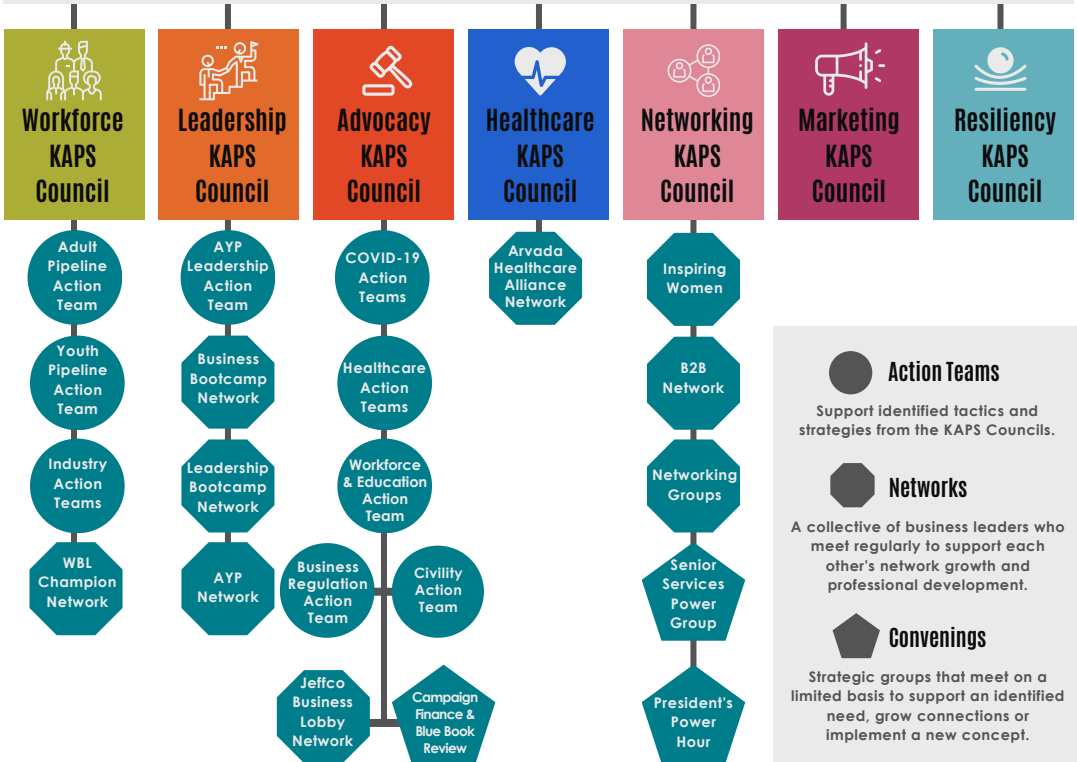 Workforce
KAPS
Council
Leadership
KAPS
Council
Advocacy
KAPS
Council
Healthcare
KAPS
Council
Networking
KAPS
Council
Marketing
KAPS
Council
Resiliency
KAPS
Council
Adult
Pipeline
Action
Team
Youth
Pipeline
Action
Team
Industry
Action
Teams
WBL
Champion
Network
AYP
Leadership
Action
Team
Business
Bootcamp
Network
Leadership
Bootcamp
Network
AYP
Network
COVID-19
Action
Teams
Healthcare
Action
Teams
Workforce
& Education
Action
Team
Business
Regulation
Action
Team
Civility
Action
Team
Jeffco
Business
Lobby
Network
Campaign
Finance &
Blue Book
Review
Arvada
Healthcare
Alliance
Network
Inspiring
Women
B2B
Network
Networking
Groups
Senior
Services
Power
Group
President's
Power
Hour
Action Teams
Support identified tactics and
strategies from the KAPS Councils.
Networks
A collective of business leaders who
meet regularly to support each
other's network growth and
professional development.
Convenings
Strategic groups that meet on a
limited basis to support an identified
need, grow connections or
implement a new concept.